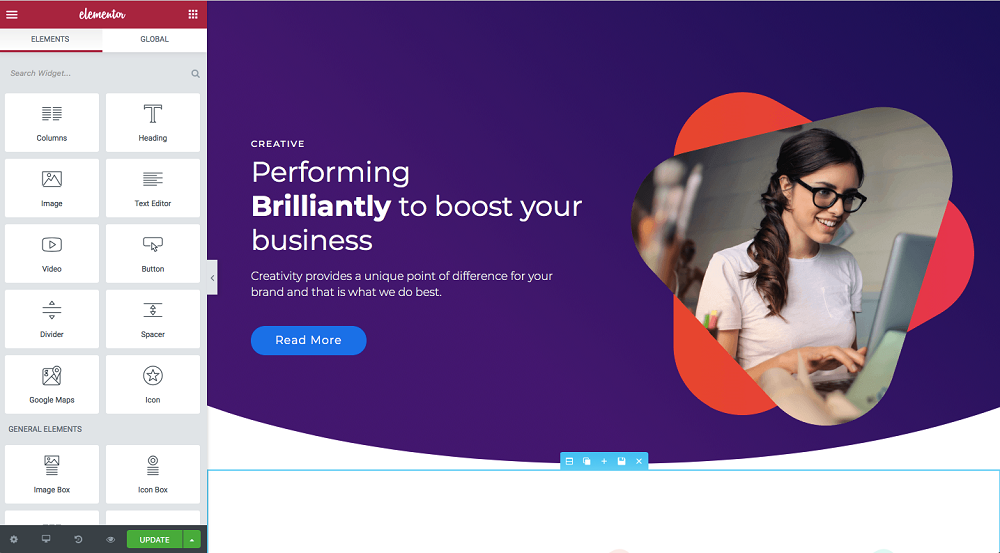 elementor
ELEMENTS
GLOBAL
Search Widget...
Columns
Heading
Image
Text Editor
Video
Button
Divider
Spacer
Google Maps
Icon
GENERAL ELEMENTS
Image Box
Icon Box
UPDATE
CREATIVE
Performing
Brilliantly to boost your
business
Creativity provides a unique point of difference for your
brand and that is what we do best.
Read More